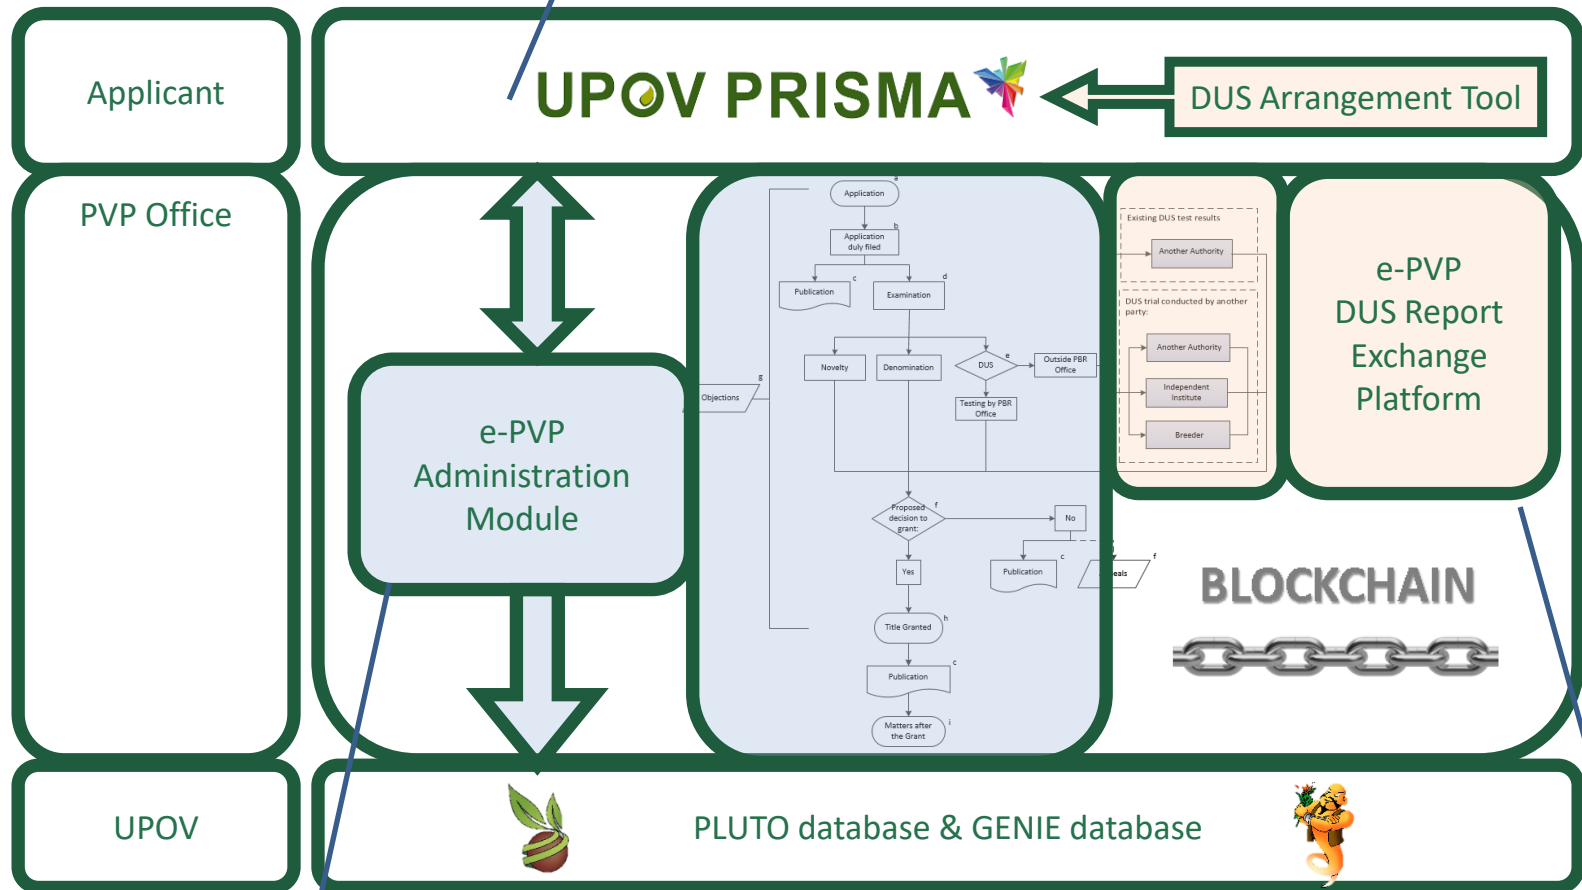 Applicant
UPOV PRISMA
DUS Arrangement Tool
PVP Office
e-PVP
Administration
Module
a
Application
b
Application
duly filed
c
Publication
d
Examination
Novelty
Denomination
e
DUS
Outside PBR
Office
Testing by PBR
Office
g
Objections
f
Proposed
decision to
grant:
No
Yes
c
Publication
f
h
Title Granted
c
Publication
i
Matters after
the Grant
Existing DUS test results
Another Authority
DUS trial conducted by another
party:
Another Authority
Independent
Institute
Breeder
e-PVP
DUS Report
Exchange
Platform
BLOCKCHAIN
UPOV
PLUTO database & GENIE database